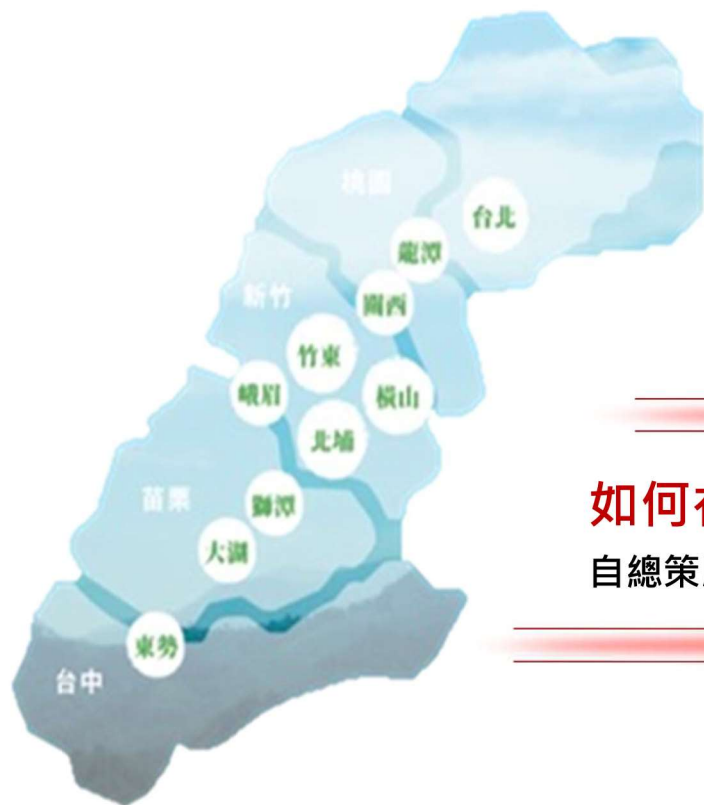 桃園
台北
龍潭
新竹
關西
竹東
峨眉
橫山
北埔
苗栗
獅潭
大湖
東勢
台中
如何
自總策